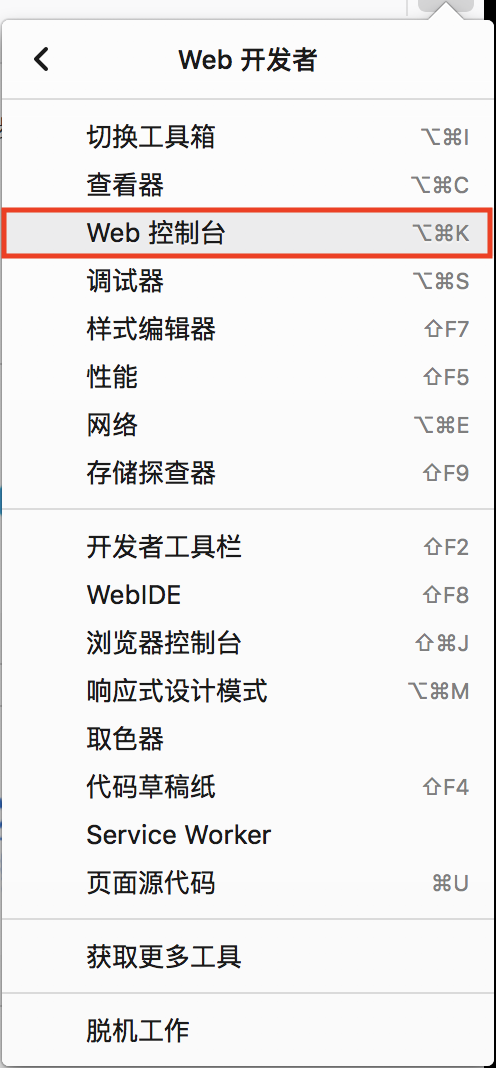 Web 开发者
切换工具箱 ⌥⌘I
查看器 ⌥⌘C
Web 控制台 ⌥⌘K
调试器 ⌥⌘S
样式编辑器 ⇧F7
性能 ⇧F5
网络 ⌥⌘E
存储探查器 ⇧F9
开发者工具栏 ⇧F2
WebIDE ⇧F8
浏览器控制台 ⇧⌘J
响应式设计模式 ⌥⌘M
取色器
代码草稿纸 ⇧F4
Service Worker
页面源代码 ⌘U
获取更多工具
脱机工作